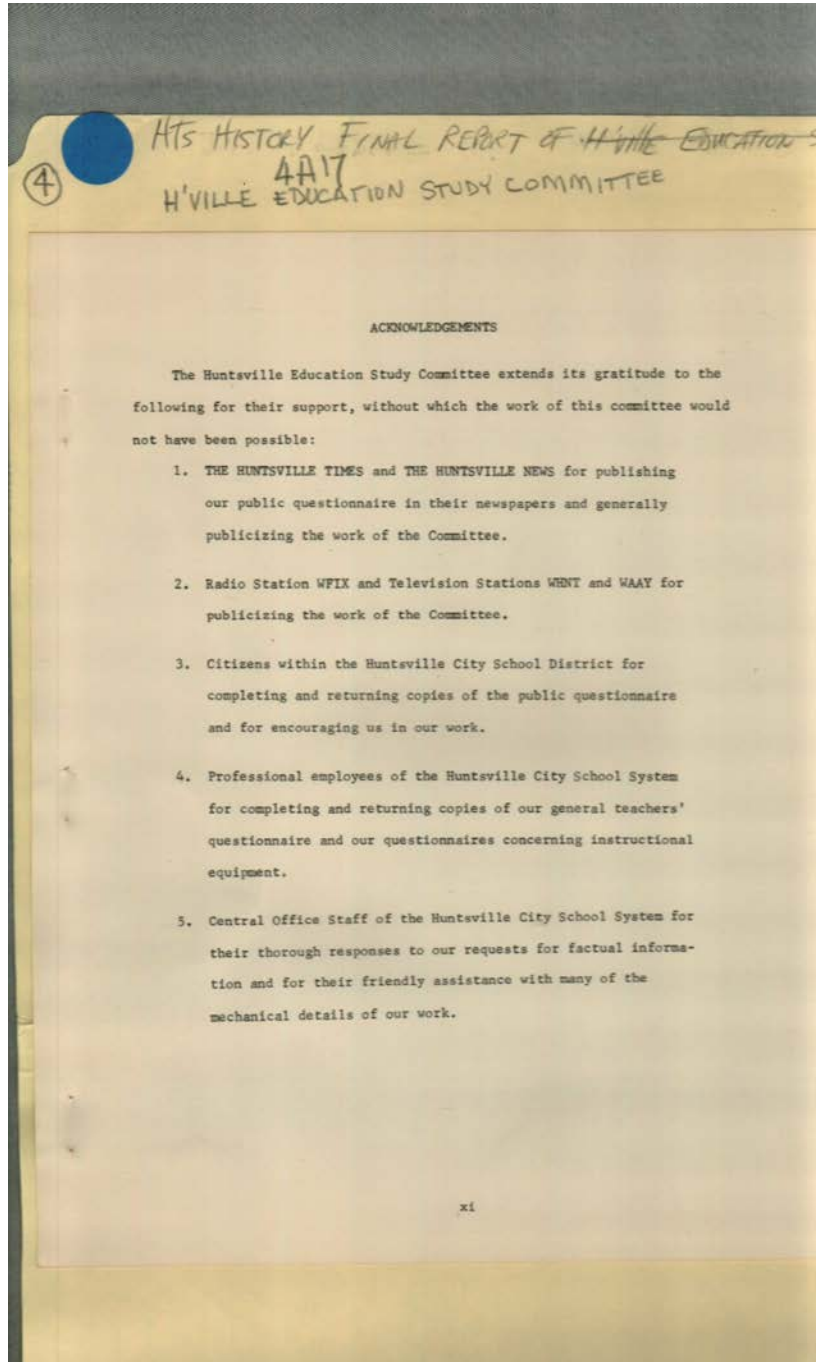 HTS HISTORY FINAL REPORT OF H'ville EDUCATION S
4A17
4
H'VILLE EDUCATION STUDY COMMITTEE
ACKNOWLEDGEMENTS
The Huntsville Education Study Committee extends its gratitude to the
following for their support, without which the work of this committee would
not have been possible:
1. THE HUNTSVILLE TIMES and THE HUNTSVILLE NEWS for publishing
our public questionnaire in their newspapers and generally
publicizing the work of the Committee.
2. Radio Station WFIX and Television Stations WHNT and WAAY for
publicizing the work of the Committee.
3. Citizens within the Huntsville City School District for
completing and returning copies of the public questionnaire
and for encouraging us in our work.
4. Professional employees of the Huntsville City School System
for completing and returning copies of our general teachers'
questionnaire and our questionnaires concerning instructional
equipment.
5. Central Office Staff of the Huntsville City School System for
their thorough responses to our requests for factual informa-
tion and for their friendly assistance with many of the
mechanical details of our work.
xi